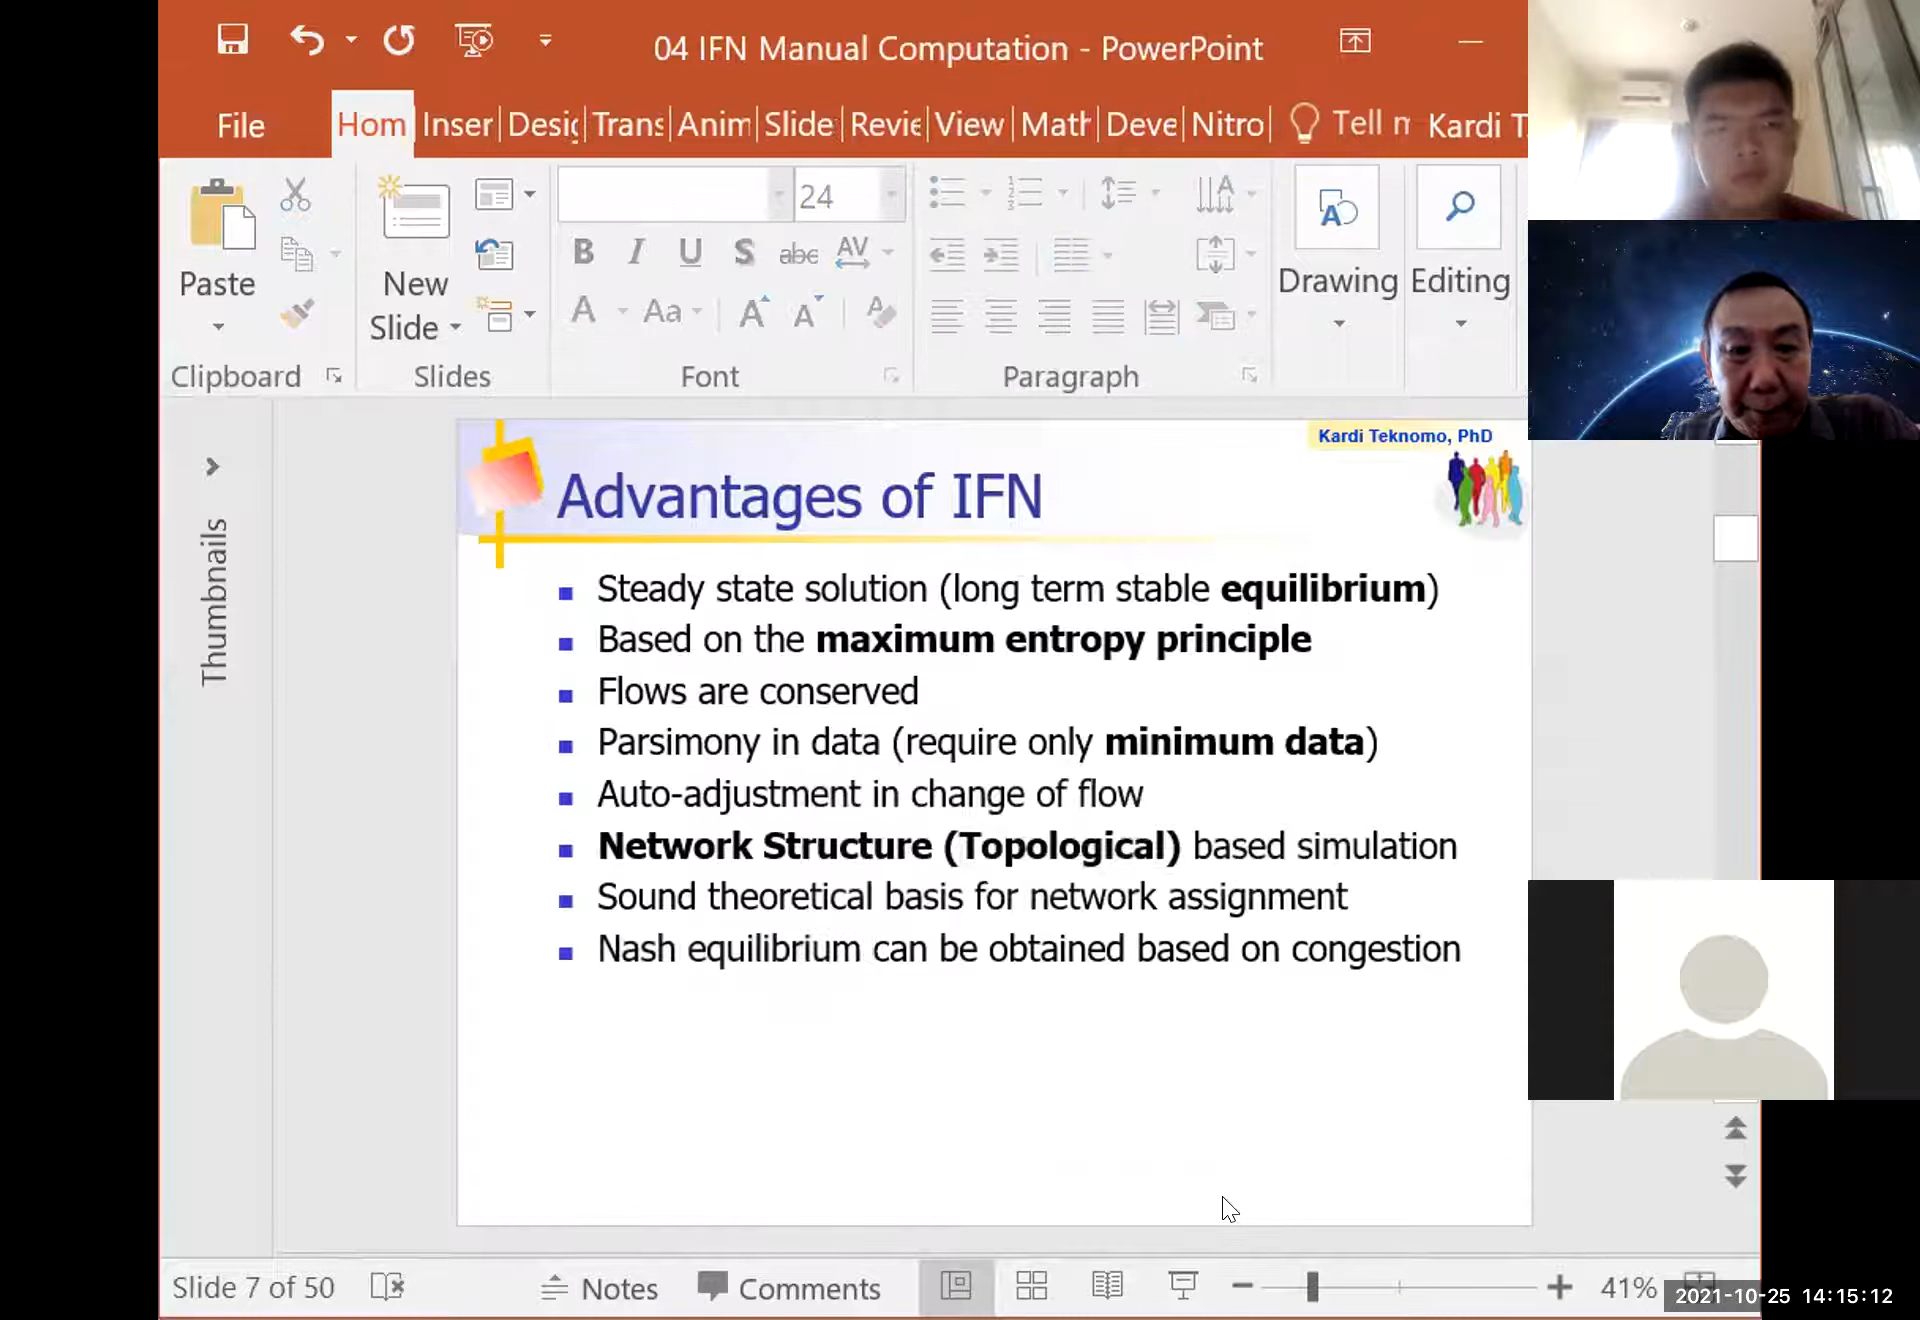 04 IFN Manual Computation - PowerPoint
File
Hom
Inser
Desig
Trans
Anim
Slide
Revie
View
Math
Deve
Nitro
Tell m
Kardi T.
Paste
Clipboard
New
Slide
Slides
24
B I U S abc AV
A Aa A A A
Font
Paragraph
Drawing
Editing
Thumbnails
Kardi Teknomo, PhD
Advantages of IFN
Steady state solution (long term stable equilibrium)
Based on the maximum entropy principle
Flows are conserved
Parsimony in data (require only minimum data)
Auto-adjustment in change of flow
Network Structure (Topological) based simulation
Sound theoretical basis for network assignment
Nash equilibrium can be obtained based on congestion
Slide 7 of 50
Notes
Comments
41%
2021-10-25 14:15:12